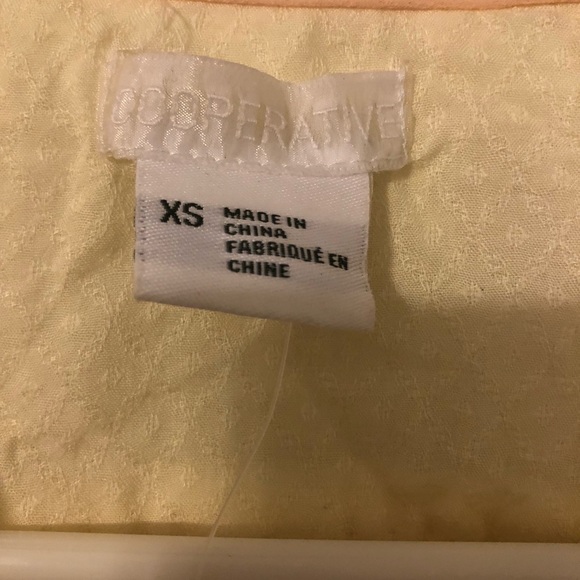 COOPERATIVE
XS
MADE IN
CHINA
FABRIQUÉ EN
CHINE